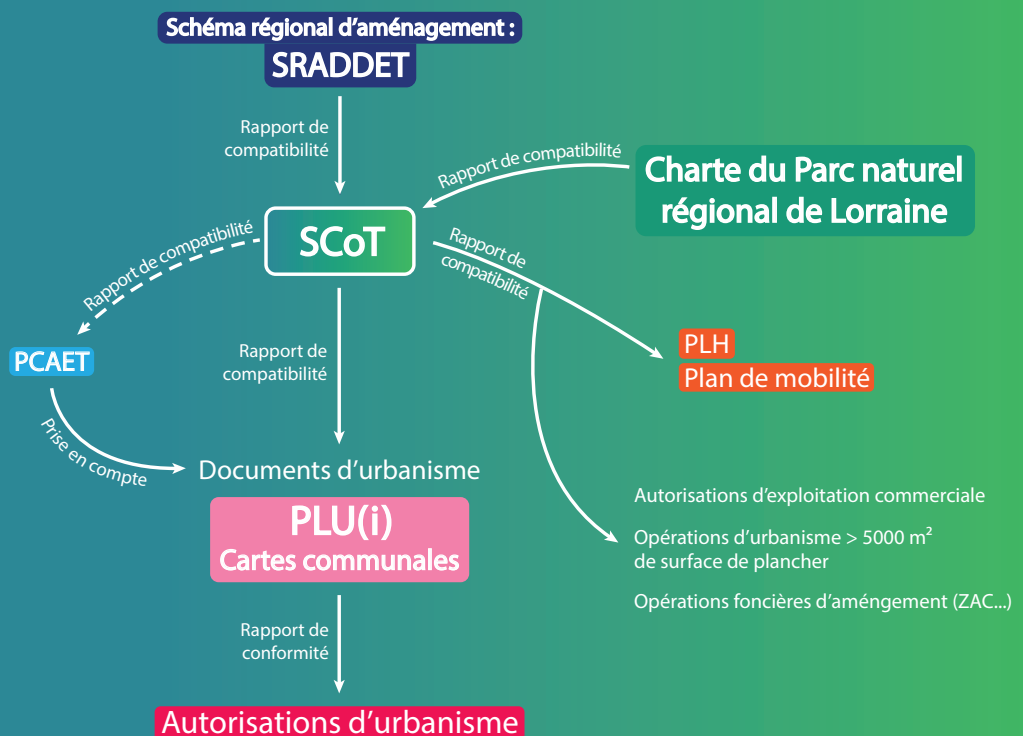 Schéma régional d’aménagement :
SRADDET
Rapport de
compatibilité
Rapport de compatibilité
Charte du Parc naturel
régional de Lorraine
SCoT
Rapport de compatibilité
Rapport de
compatibilité
PCAET
Rapport de
compatibilité
PLH
Plan de mobilité
Prise en compte
Documents d’urbanisme
PLU(i)
Cartes communales
Autorisations d’exploitation commerciale
Opérations d’urbanisme > 5000 m²
de surface de plancher
Opérations foncières d’améngement (ZAC...)
Rapport de
conformité
Autorisations d’urbanisme